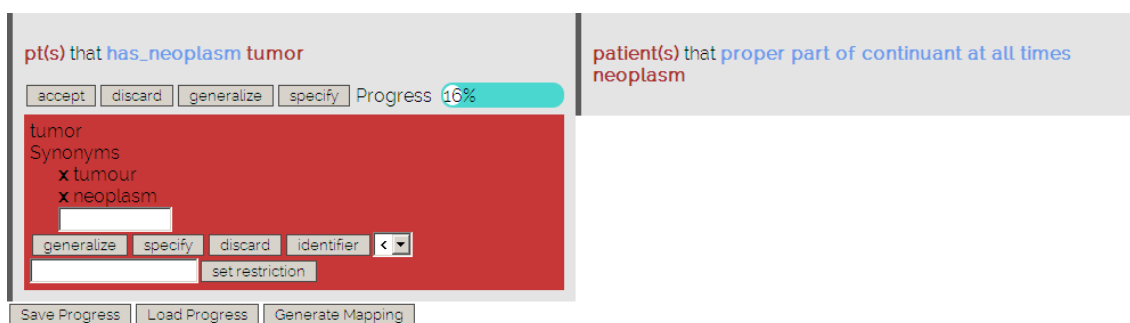 pt(s) that has_neoplasm tumor
accept discard generalize specify Progress 16%
tumor
Synonyms
x tumour
x neoplasm
generalize specify discard identifier <
set restriction
Save Progress Load Progress Generate Mapping
patient(s) that proper part of continuant at all times
neoplasm